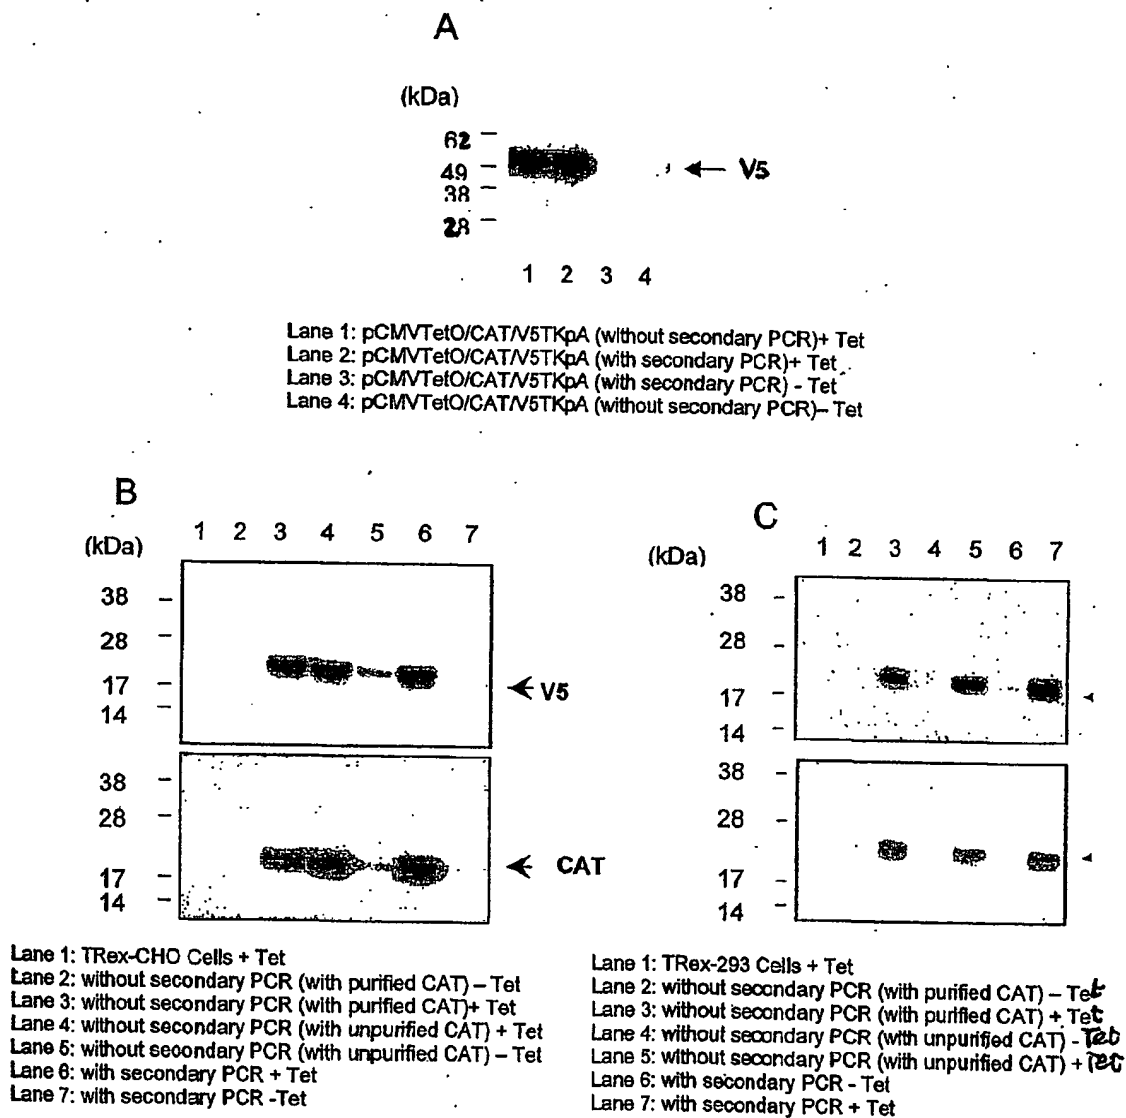 A
(kDa)
62
49
38
28
V5
1 2 3 4
Lane 1: pCMVTetO/CAT/V5TKpA (without secondary PCR)+ Tet
Lane 2: pCMVTetO/CAT/V5TKpA (with secondary PCR)+ Tet
Lane 3: pCMVTetO/CAT/V5TKpA (with secondary PCR) - Tet
Lane 4: pCMVTetO/CAT/V5TKpA (without secondary PCR)– Tet
B
(kDa)
1 2 3 4 5 6 7
38
28
17
14
V5
38
28
17
14
CAT
Lane 1: TRex-CHO Cells + Tet
Lane 2: without secondary PCR (with purified CAT) – Tet
Lane 3: without secondary PCR (with purified CAT)+ Tet
Lane 4: without secondary PCR (with unpurified CAT) + Tet
Lane 5: without secondary PCR (with unpurified CAT) – Tet
Lane 6: with secondary PCR + Tet
Lane 7: with secondary PCR -Tet
C
(kDa)
1 2 3 4 5 6 7
38
28
17
14
38
28
17
14
Lane 1: TRex-293 Cells + Tet
Lane 2: without secondary PCR (with purified CAT) – Tet
Lane 3: without secondary PCR (with purified CAT) + Tet
Lane 4: without secondary PCR (with unpurified CAT) - Tet
Lane 5: without secondary PCR (with unpurified CAT) + Tet
Lane 6: with secondary PCR - Tet
Lane 7: with secondary PCR + Tet